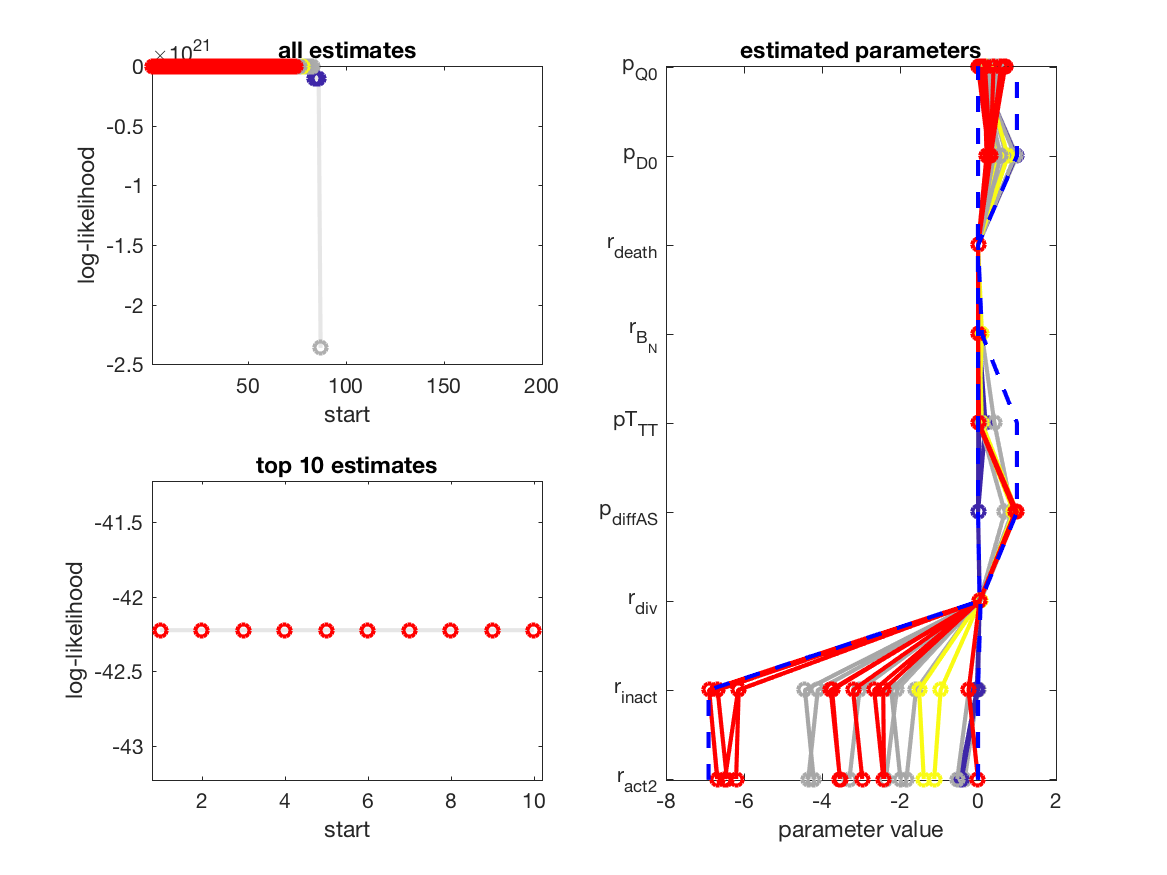 all estimates
×10^21
0
-0.5
-1
-1.5
-2
-2.5
50
100
150
200
start
log-likelihood
top 10 estimates
-41.5
-42
-42.5
-43
2
4
6
8
10
start
log-likelihood
estimated parameters
p_Q0
p_D0
r_death
r_B_N
pT_TT
p_diffAS
r_div
r_inact
r_act2
-8
-6
-4
-2
0
2
parameter value